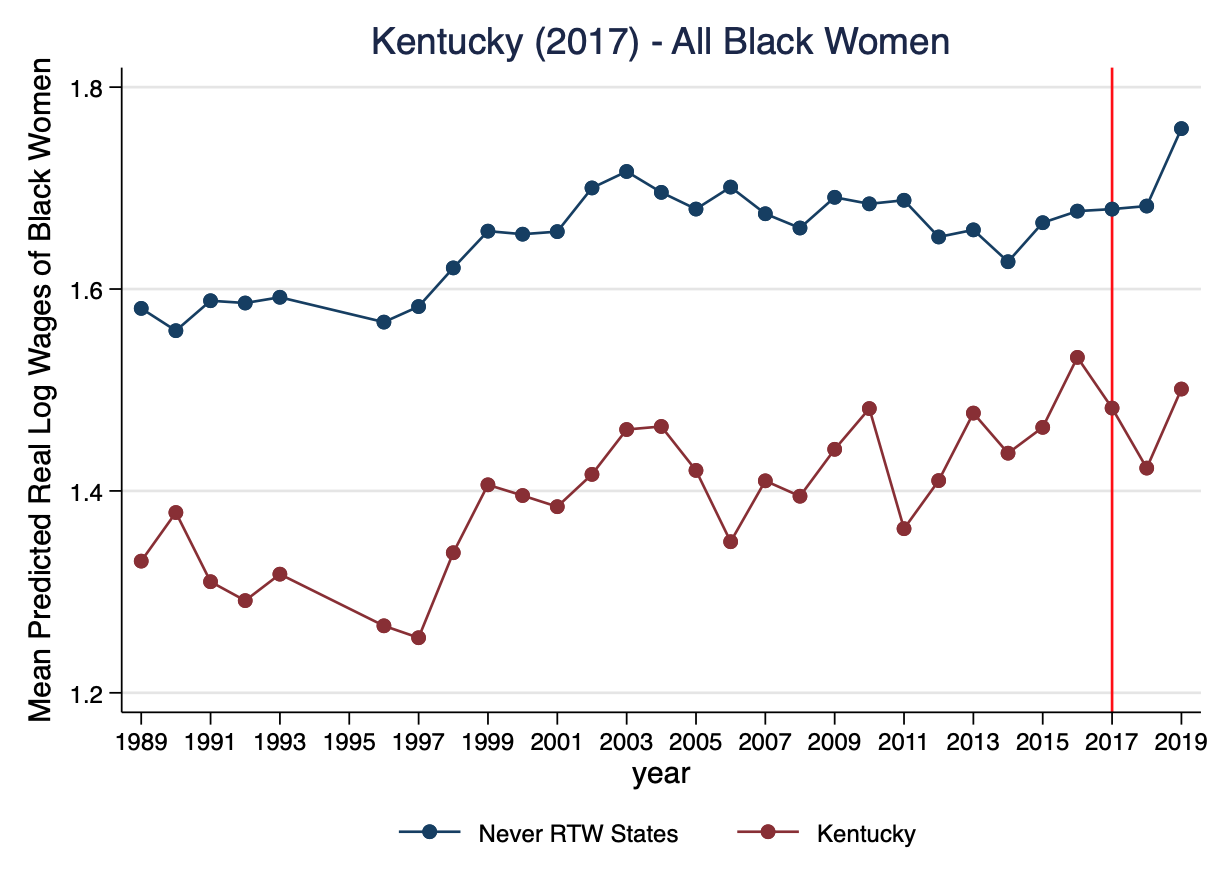 Kentucky (2017) - All Black Women
Mean Predicted Real Log Wages of Black Women
1.8
1.6
1.4
1.2
1989 1991 1993 1995 1997 1999 2001 2003 2005 2007 2009 2011 2013 2015 2017 2019
year
Never RTW States Kentucky